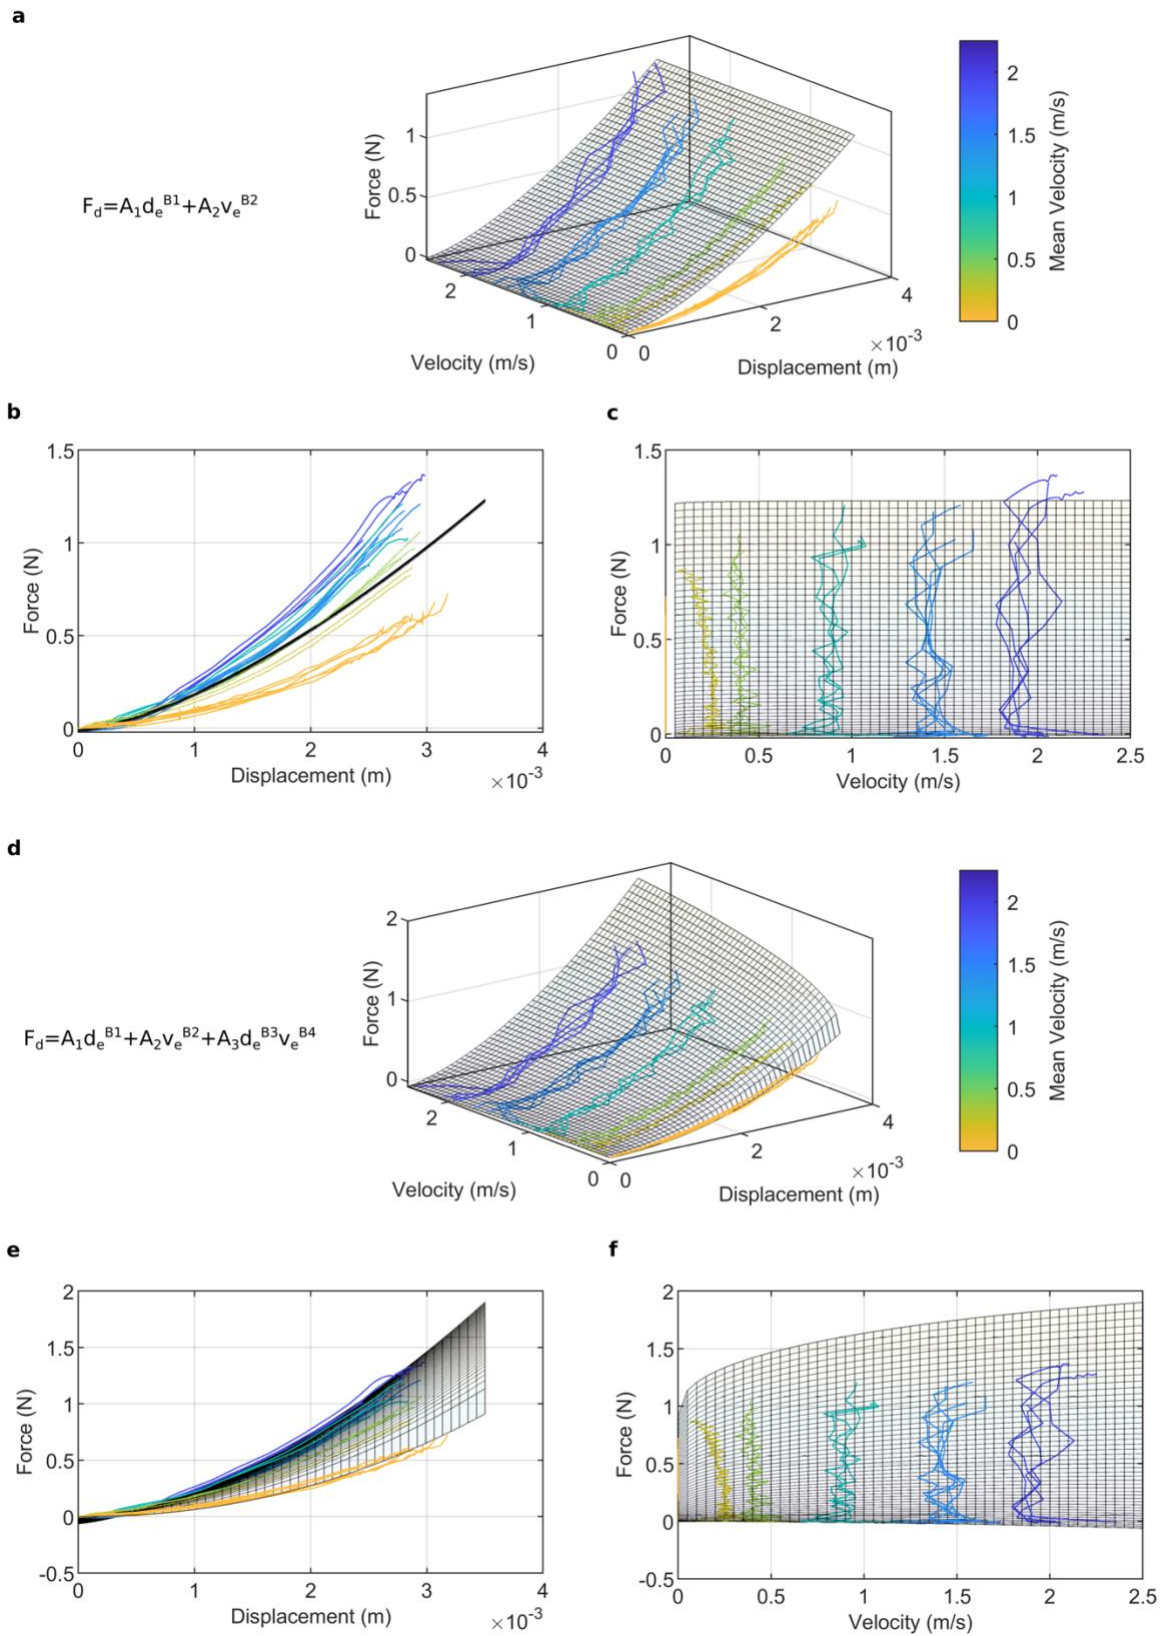 a
F_d=A_1d_e^B1+A_2v_e^B2
1
0.5
0
Force (N)
2
1
0
Velocity (m/s)
0
2
4
×10^-3
Displacement (m)
2
1.5
1
0.5
0
Mean Velocity (m/s)
b
1.5
1
0.5
0
Force (N)
0 1 2 3 4
Displacement (m)
×10^-3
c
1.5
1
0.5
0
Force (N)
0 0.5 1 1.5 2 2.5
Velocity (m/s)
d
F_d=A_1d_e^B1+A_2v_e^B2+A_3d_e^B3v_e^B4
2
1
0
Force (N)
2
1
0
Velocity (m/s)
0
2
4
×10^-3
Displacement (m)
2
1.5
1
0.5
0
Mean Velocity (m/s)
e
2
1.5
1
0.5
0
-0.5
Force (N)
0 1 2 3 4
Displacement (m)
×10^-3
f
2
1.5
1
0.5
0
-0.5
Force (N)
0 0.5 1 1.5 2 2.5
Velocity (m/s)